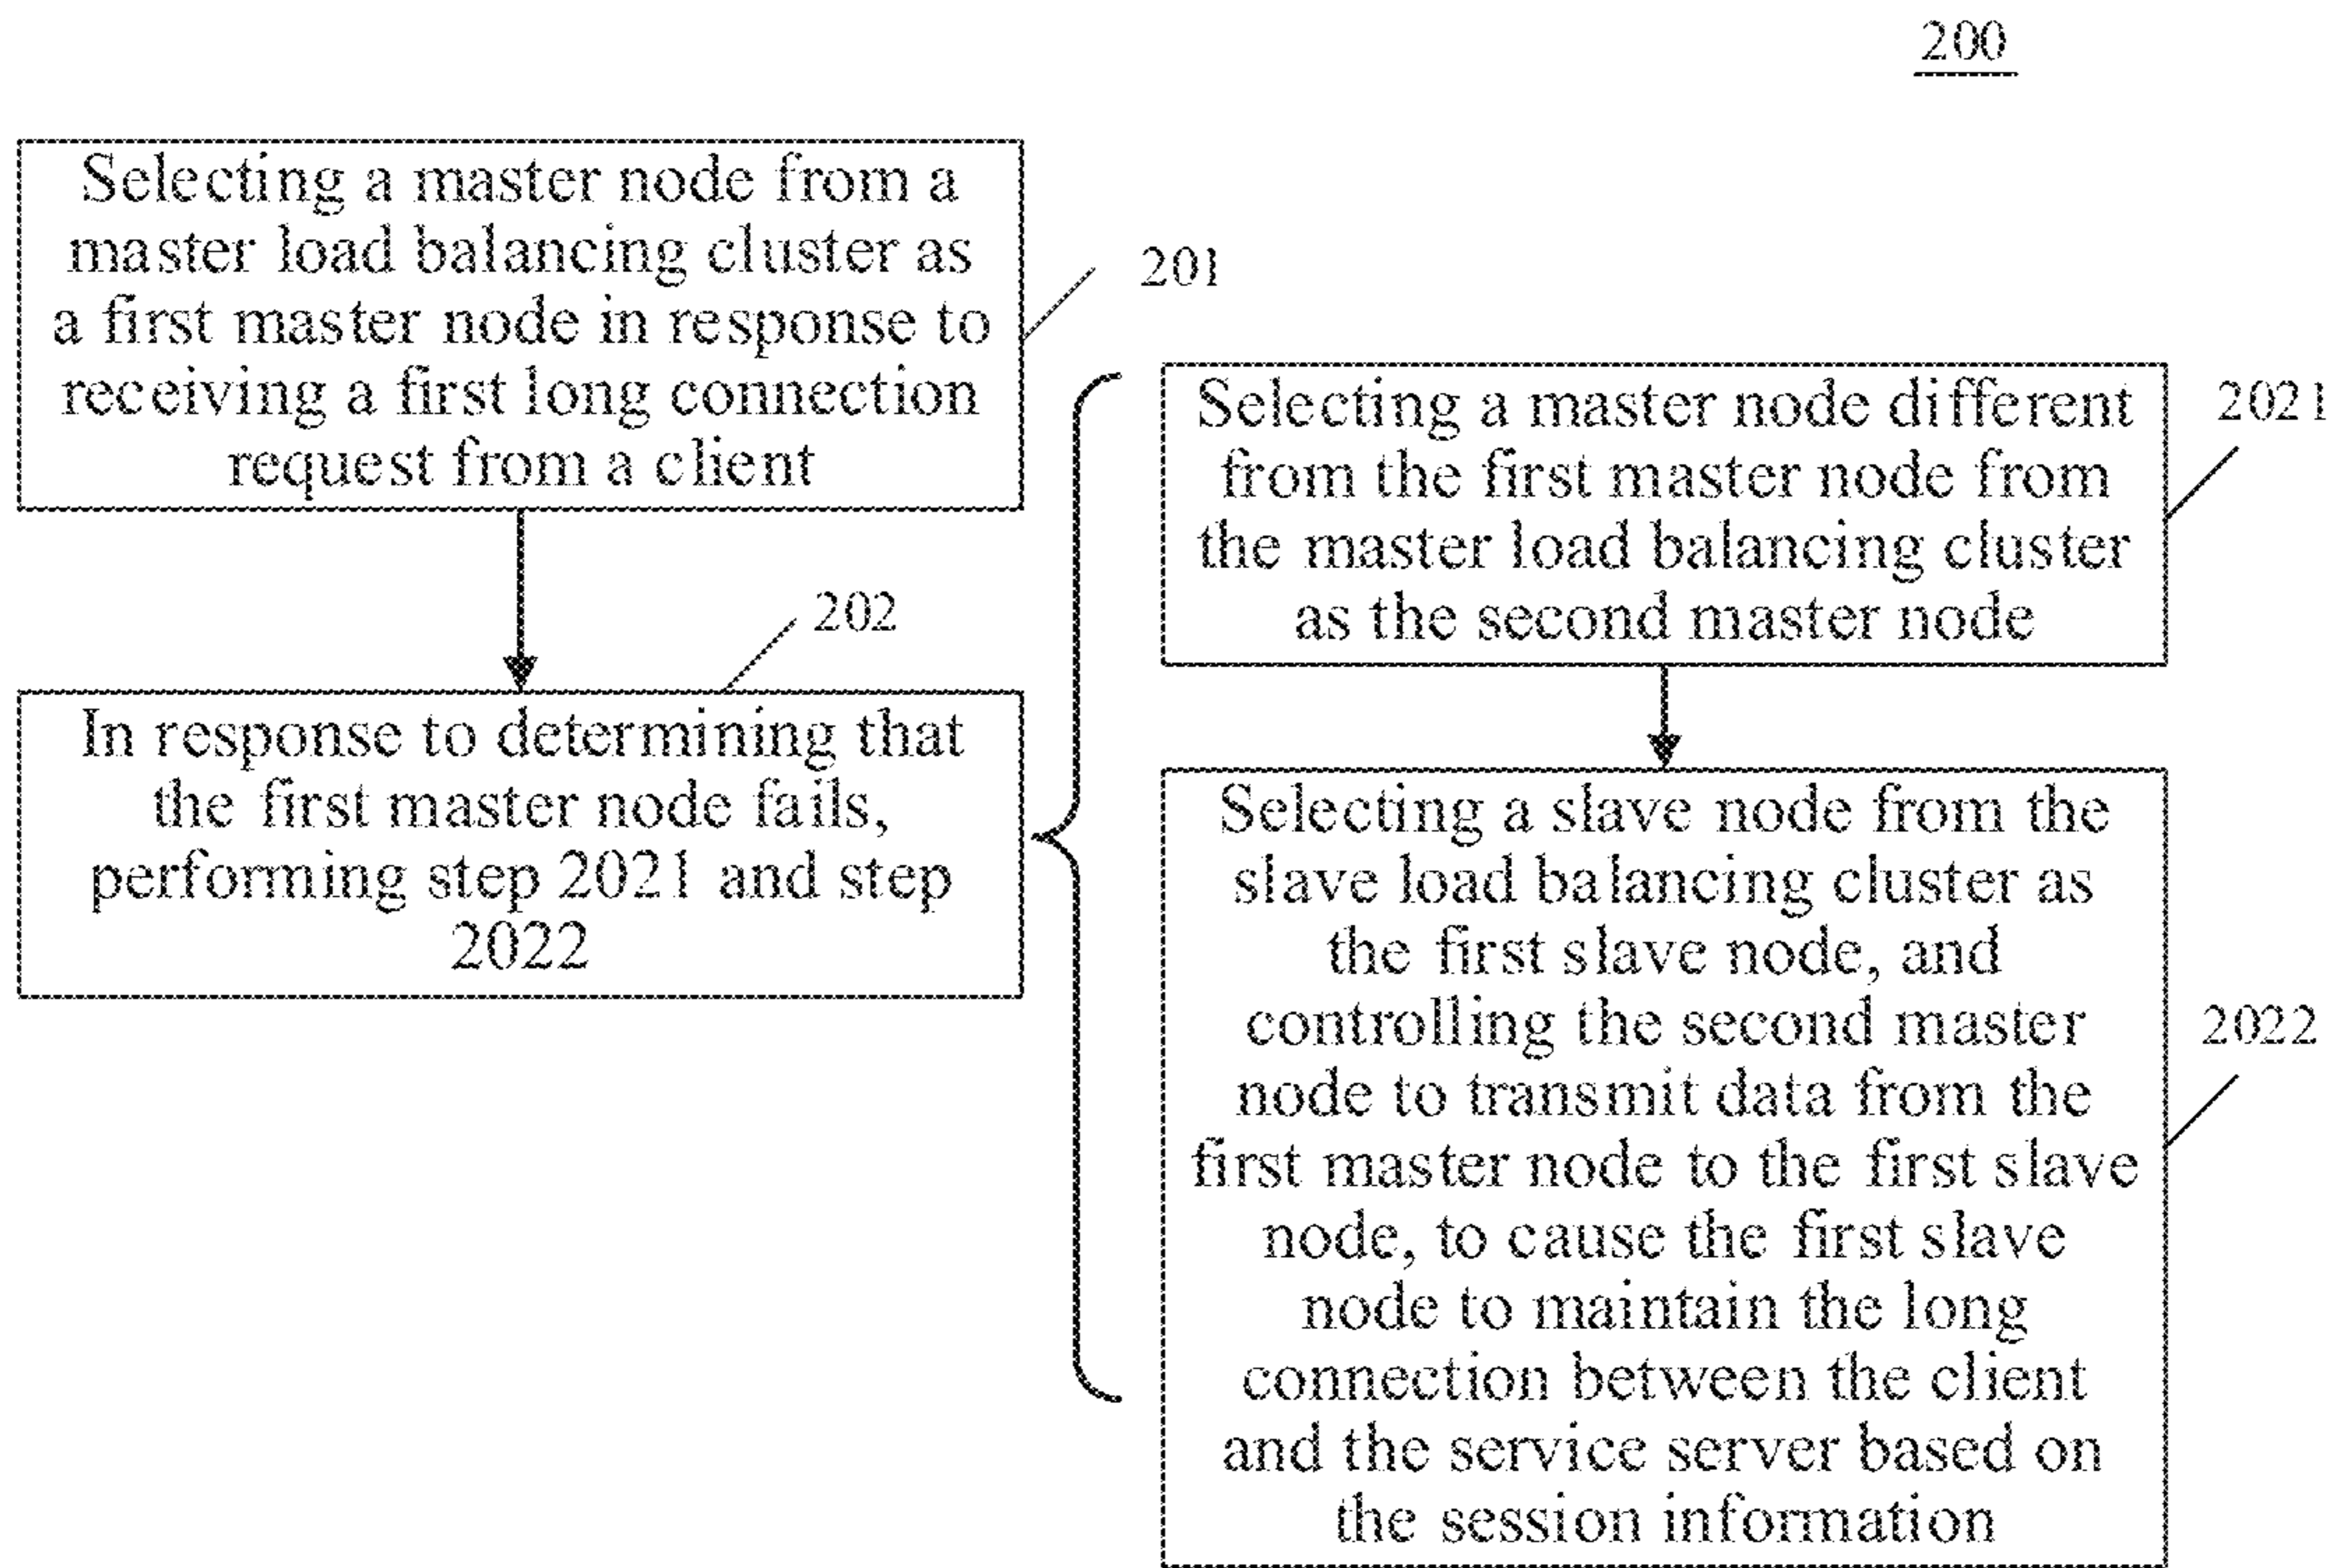 200
Selecting a master node from a
master load balancing cluster as
a first master node in response to
receiving a first long connection
request from a client
201
202
In response to determining that
the first master node fails,
performing step 2021 and step
2022
Selecting a master node different
from the first master node from
the master load balancing cluster
as the second master node
2021
Selecting a slave node from the
slave load balancing cluster as
the first slave node, and
controlling the second master
node to transmit data from the
first master node to the first slave
node, to cause the first slave
node to maintain the long
connection between the client
and the service server based on
the session information
2022